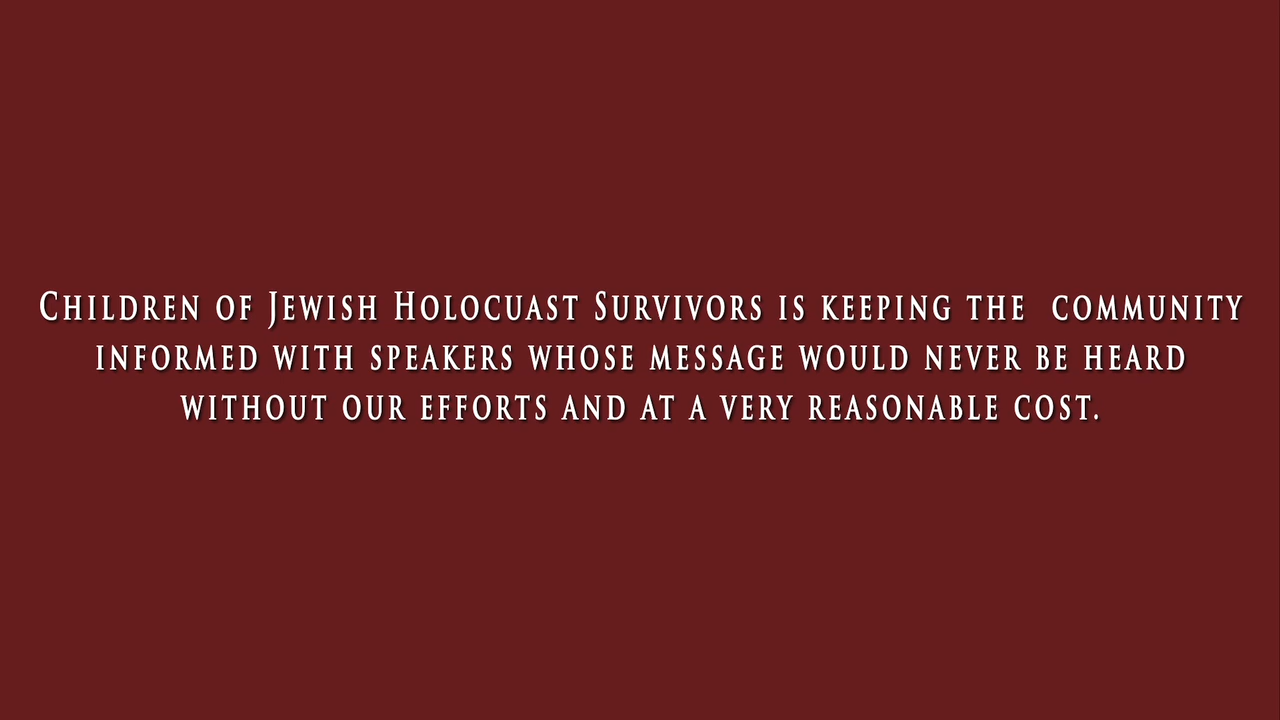 Children of Jewish Holocuast Survivors is keeping the  community
informed with speakers whose message would never be heard
without our efforts and at a very reasonable cost.